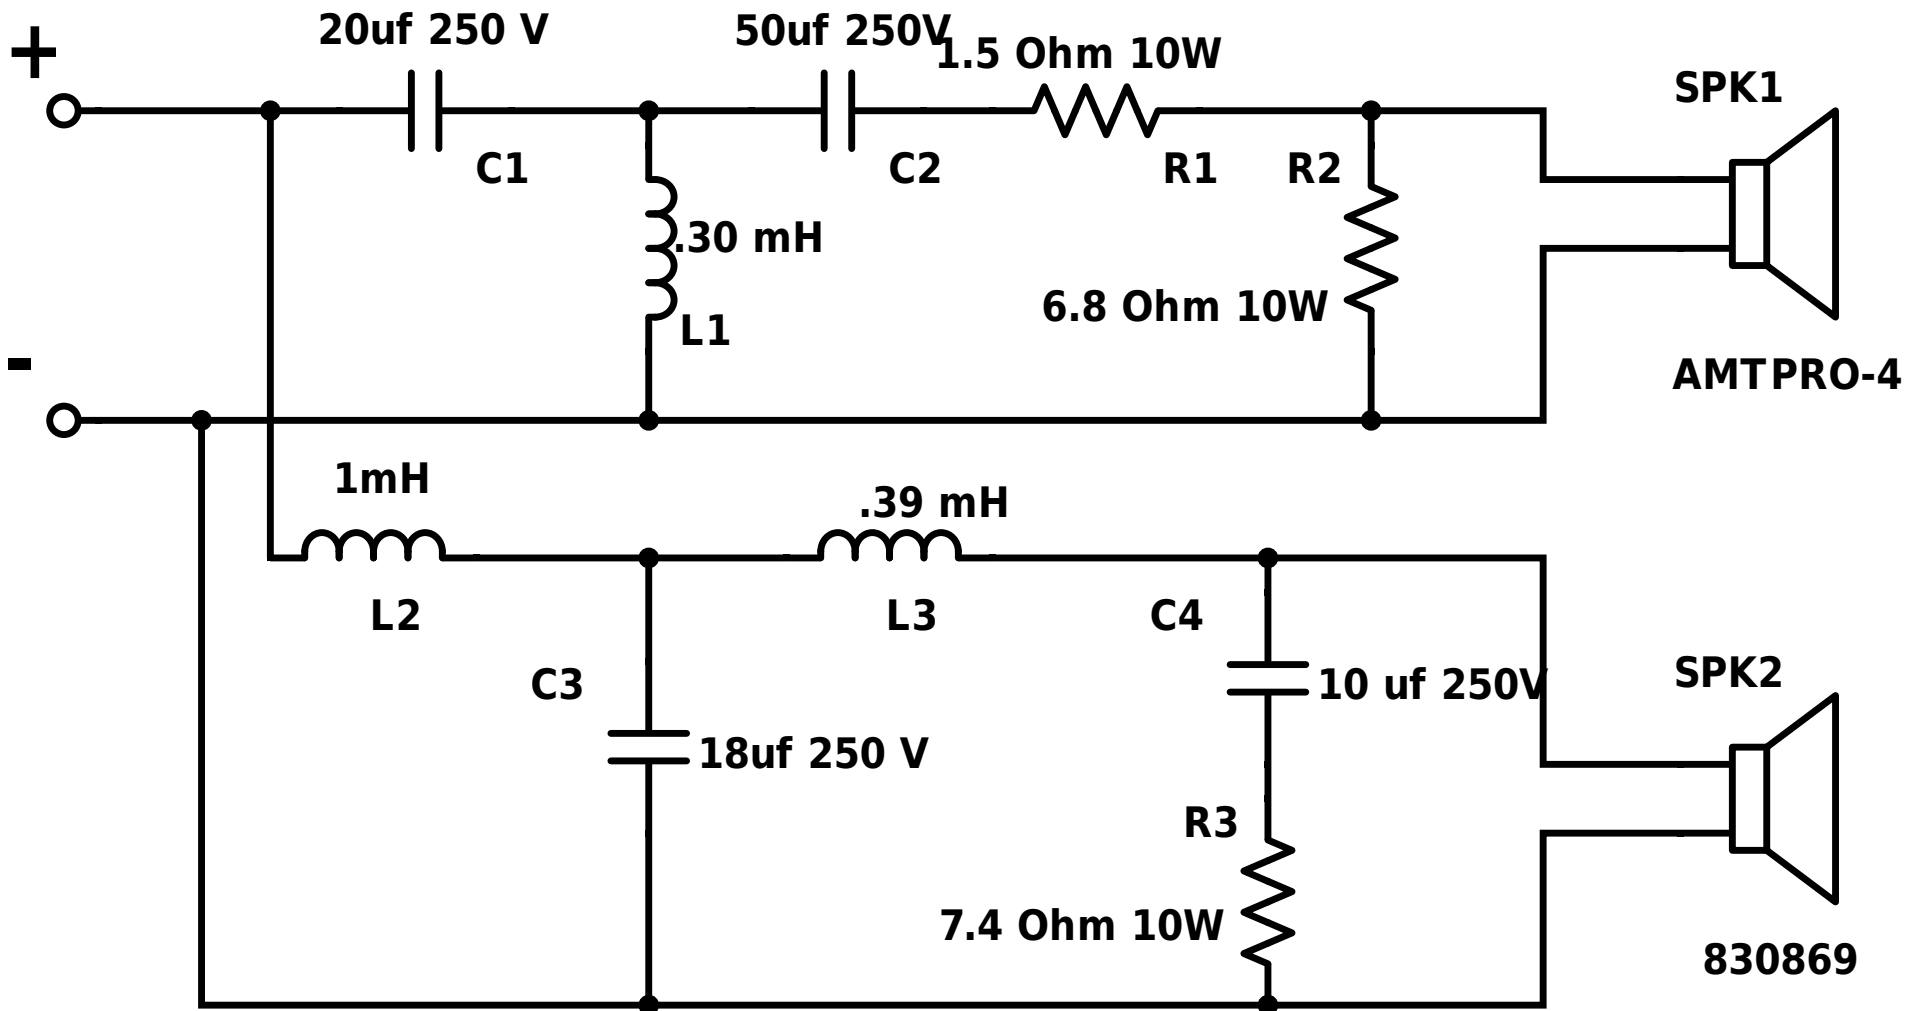 +
20uf 250 V
50uf 250V
1.5 Ohm 10W
SPK1
C1
C2
R1
R2
.30 mH
L1
6.8 Ohm 10W
-
AMTPRO-4
1mH
.39 mH
L2
L3
C4
C3
10 uf 250V
SPK2
18uf 250 V
R3
7.4 Ohm 10W
830869